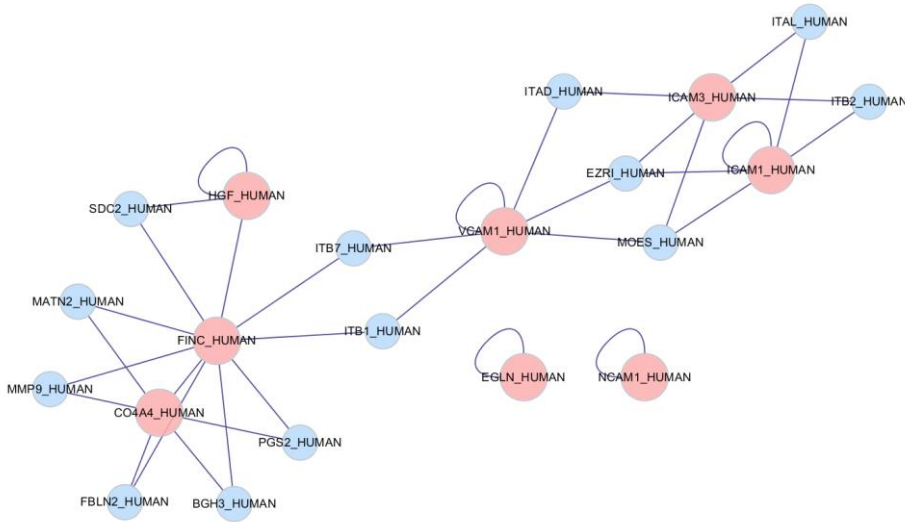 ITAL_HUMAN
ITAD_HUMAN
ICAM3_HUMAN
ITB2_HUMAN
EZRI_HUMAN
ICAM1_HUMAN
HGF_HUMAN
SDC2_HUMAN
VCAM1_HUMAN
MOES_HUMAN
ITB7_HUMAN
MATN2_HUMAN
ITB1_HUMAN
FINC_HUMAN
EGLN_HUMAN
NCAM1_HUMAN
MMP9_HUMAN
CO4A4_HUMAN
PGS2_HUMAN
FBLN2_HUMAN
BGH3_HUMAN